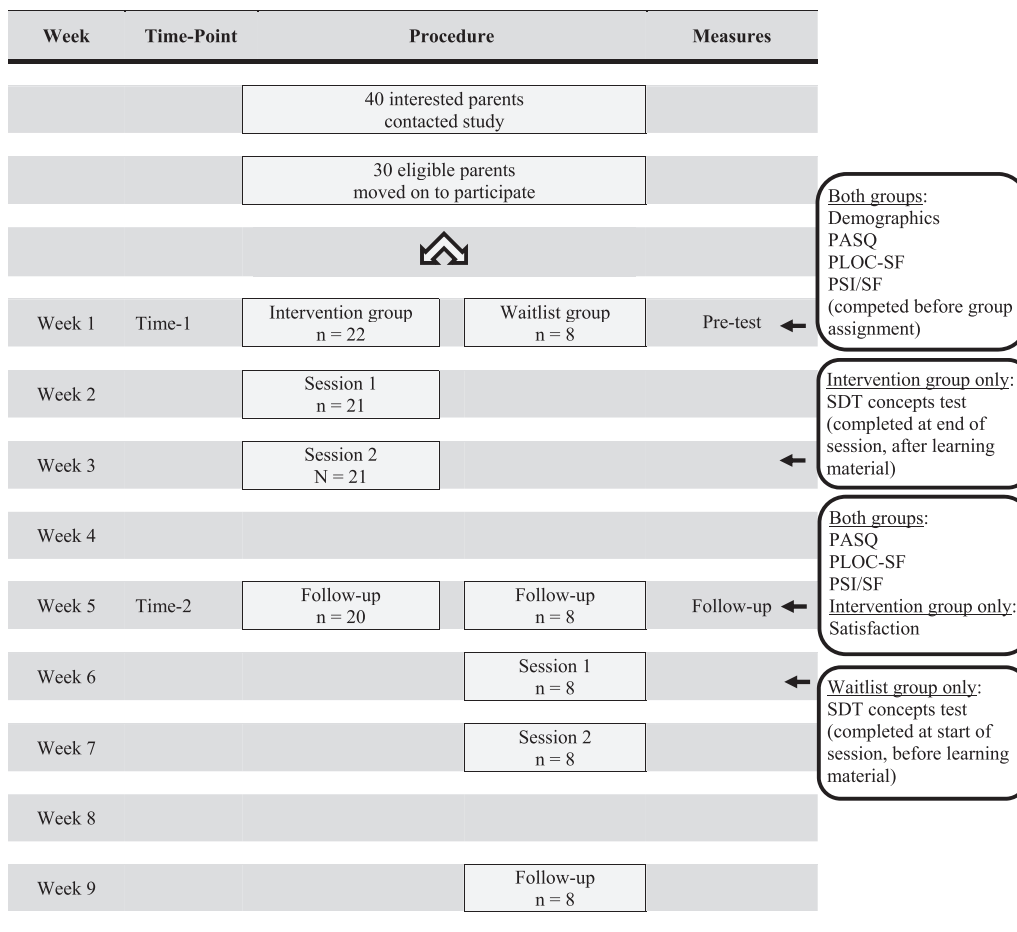 Week Time-Point Procedure Measures
40 interested parents
contacted study
30 eligible parents
moved on to participate
Both groups:
Demographics
PASQ
PLOC-SF
PSI/SF
(competed before group
assignment)
Week 1 Time-1 Intervention group
n = 22
Waitlist group
n = 8
Pre-test
Week 2 Session 1
n = 21
Intervention group only:
SDT concepts test
(completed at end of
session, after learning
material)
Week 3 Session 2
N = 21
Week 4
Both groups:
PASQ
PLOC-SF
PSI/SF
Intervention group only:
Satisfaction
Week 5 Time-2 Follow-up
n = 20
Follow-up
n = 8
Follow-up
Week 6 Session 1
n = 8
Waitlist group only:
SDT concepts test
(completed at start of
session, before learning
material)
Week 7 Session 2
n = 8
Week 8
Week 9 Follow-up
n = 8